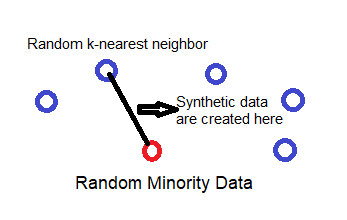 Random k-nearest neighbor
Synthetic data
are created here
Random Minority Data